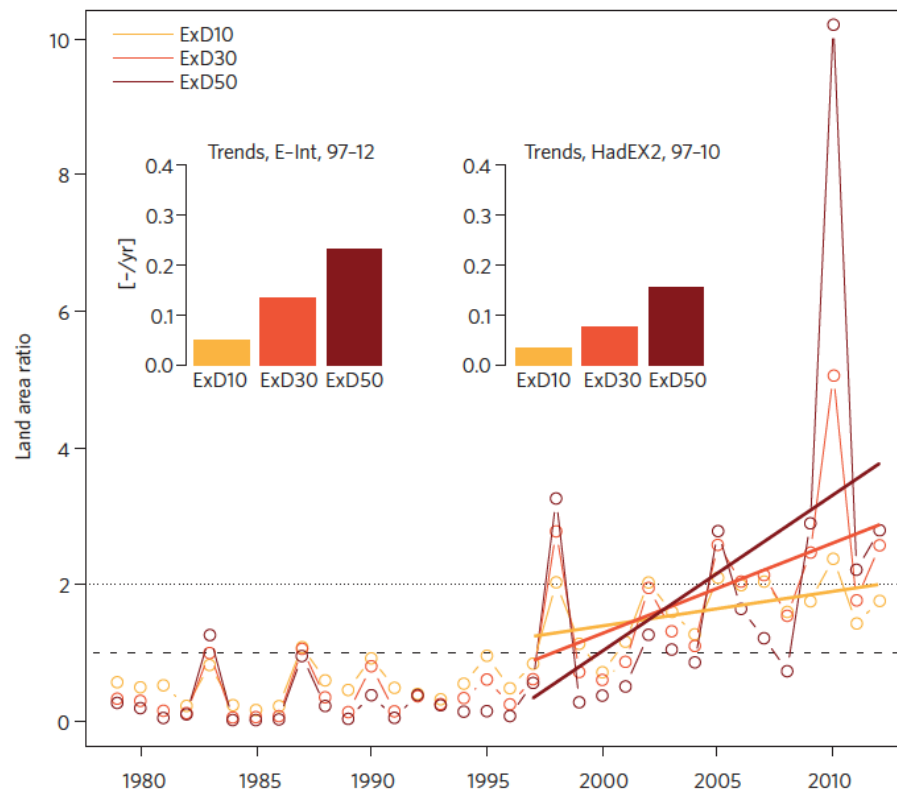 ExD10
ExD30
ExD50
Trends, E-Int, 97–12
0.4
0.3
0.2
0.1
0.0
[–/yr]
ExD10 ExD30 ExD50
Trends, HadEX2, 97–10
0.4
0.3
0.2
0.1
0.0
ExD10 ExD30 ExD50
Land area ratio
10
8
6
4
2
0
1980 1985 1990 1995 2000 2005 2010